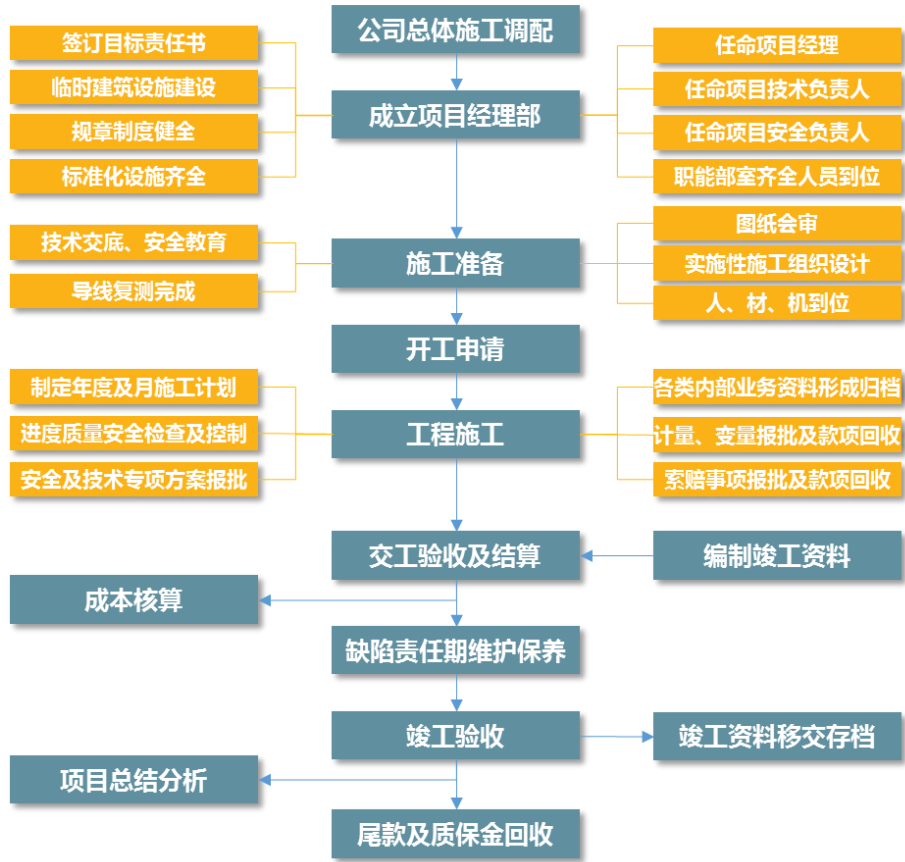 公司总体施工调配
签订目标责任书
临时建筑设施建设
规章制度健全
标准化设施齐全
成立项目经理部
任命项目经理
任命项目技术负责人
任命项目安全负责人
职能部室齐全人员到位
技术交底、安全教育
导线复测完成
施工准备
图纸会审
实施性施工组织设计
人、材、机到位
开工申请
制定年度及月施工计划
进度质量安全检查及控制
安全及技术专项方案报批
工程施工
各类内部业务资料形成归档
计量、变量报批及款项回收
索赔事项报批及款项回收
交工验收及结算
编制竣工资料
成本核算
缺陷责任期维护保养
竣工验收
竣工资料移交存档
项目总结分析
尾款及质保金回收